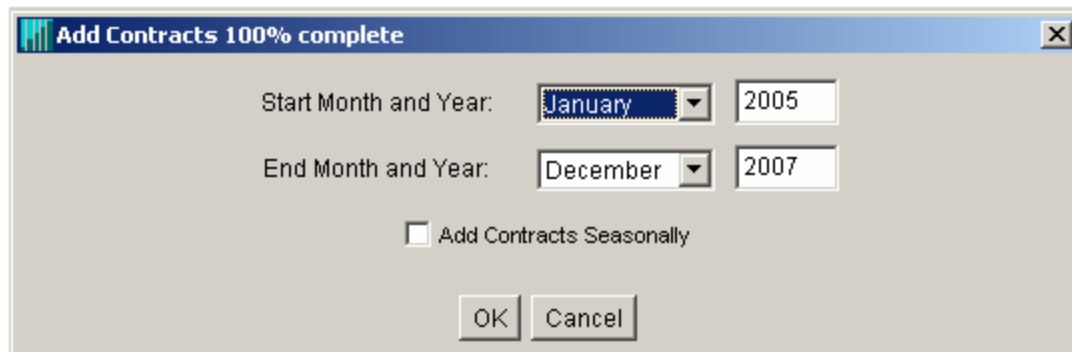 Add Contracts 100% complete
Start Month and Year: January 2005
End Month and Year: December 2007
Add Contracts Seasonally
OK Cancel